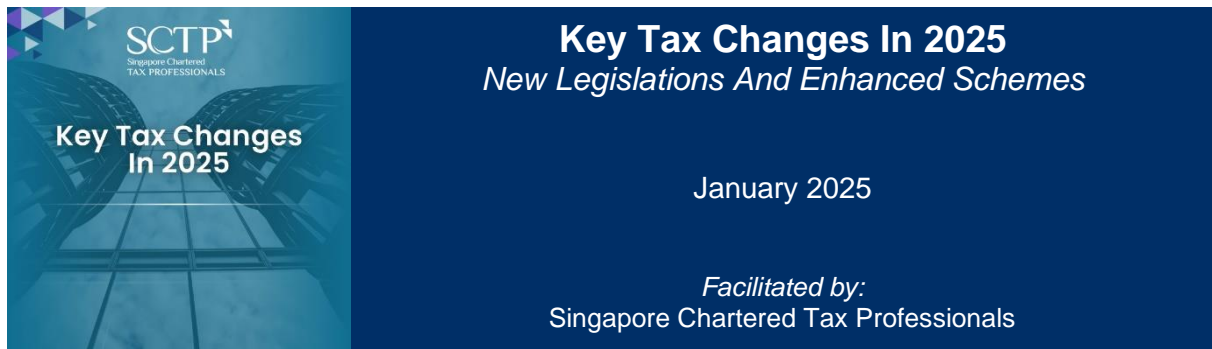 SCTP
Singapore Chartered
TAX PROFESSIONALS
Key Tax Changes
In 2025
Key Tax Changes In 2025
New Legislations And Enhanced Schemes
January 2025
Facilitated by:
Singapore Chartered Tax Professionals